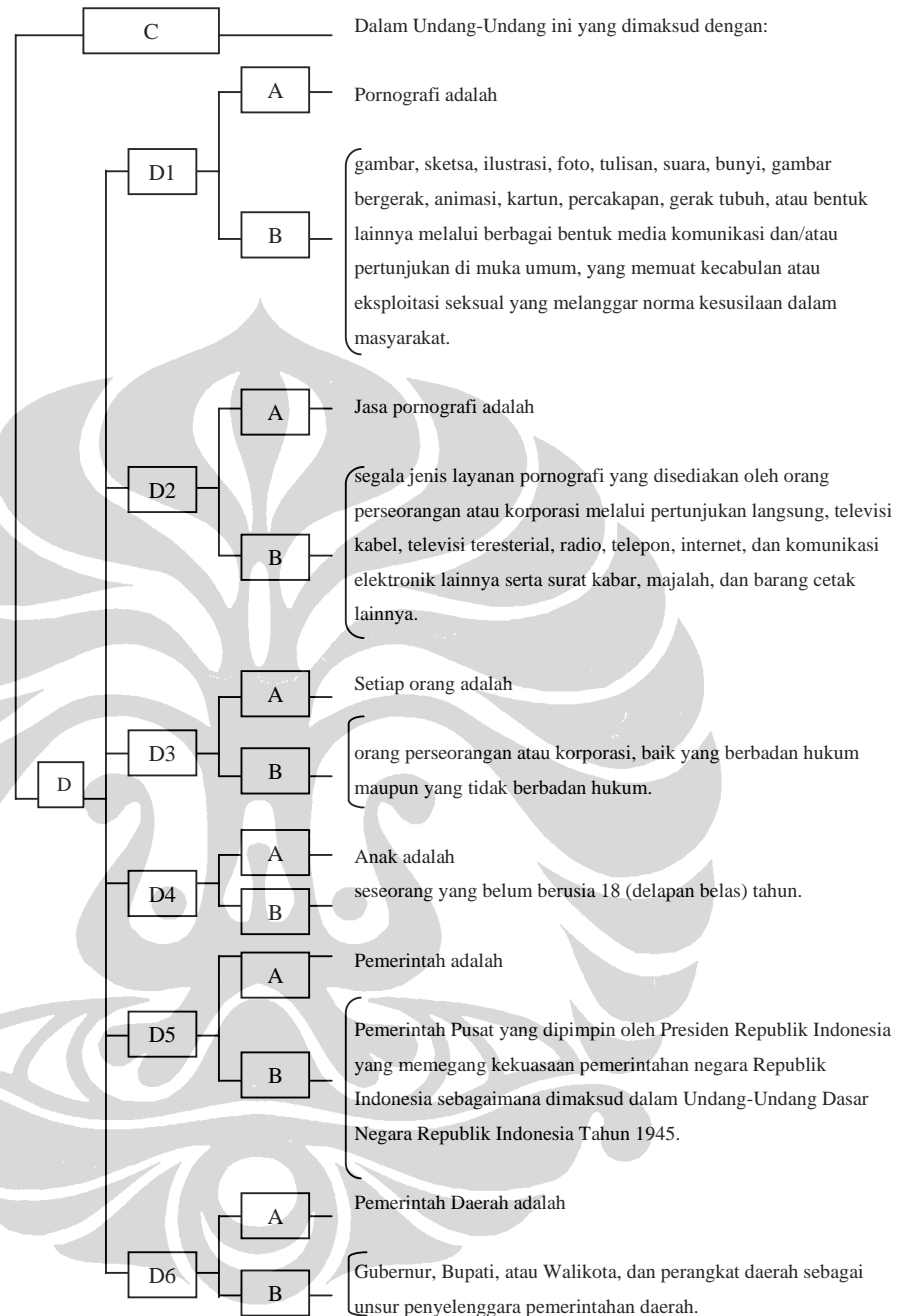 C
Dalam Undang-Undang ini yang dimaksud dengan:
A
Pornografi adalah
D1
B
gambar, sketsa, ilustrasi, foto, tulisan, suara, bunyi, gambar
bergerak, animasi, kartun, percakapan, gerak tubuh, atau bentuk
lainnya melalui berbagai bentuk media komunikasi dan/atau
pertunjukan di muka umum, yang memuat kecabulan atau
eksploitasi seksual yang melanggar norma kesusilaan dalam
masyarakat.
A
Jasa pornografi adalah
D2
B
segala jenis layanan pornografi yang disediakan oleh orang
perseorangan atau korporasi melalui pertunjukan langsung, televisi
kabel, televisi teresterial, radio, telepon, internet, dan komunikasi
elektronik lainnya serta surat kabar, majalah, dan barang cetak
lainnya.
A
Setiap orang adalah
D3
B
orang perseorangan atau korporasi, baik yang berbadan hukum
maupun yang tidak berbadan hukum.
D
A
Anak adalah
D4
B
seseorang yang belum berusia 18 (delapan belas) tahun.
A
Pemerintah adalah
D5
B
Pemerintah Pusat yang dipimpin oleh Presiden Republik Indonesia
yang memegang kekuasaan pemerintahan negara Republik
Indonesia sebagaimana dimaksud dalam Undang-Undang Dasar
Negara Republik Indonesia Tahun 1945.
A
Pemerintah Daerah adalah
D6
B
Gubernur, Bupati, atau Walikota, dan perangkat daerah sebagai
unsur penyelenggara pemerintahan daerah.